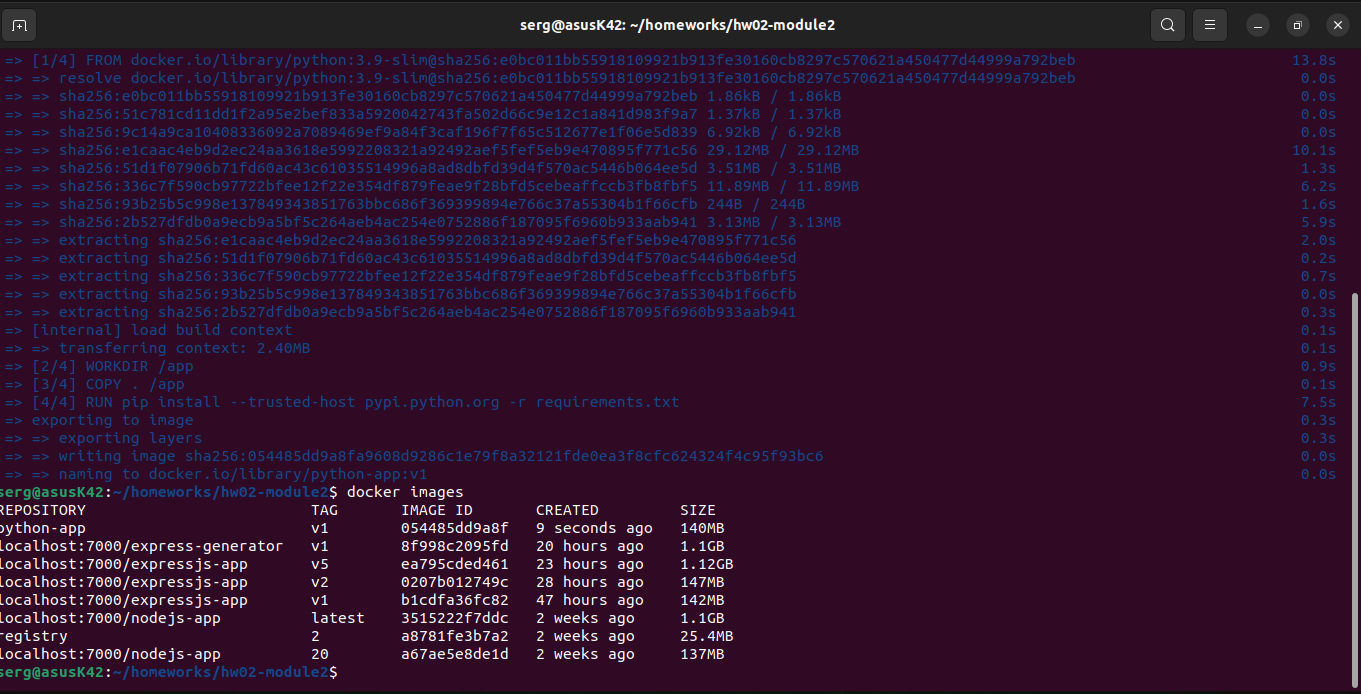 serg@asusK42: ~/homeworks/hw02-module2
=> [1/4] FROM docker.io/library/python:3.9-slim@sha256:e0bc011bb55918109921b913fe30160cb8297c570621a450477d44999a792beb 13.8s
=> => resolve docker.io/library/python:3.9-slim@sha256:e0bc011bb55918109921b913fe30160cb8297c570621a450477d44999a792beb 0.0s
=> => sha256:e0bc011bb55918109921b913fe30160cb8297c570621a450477d44999a792beb 1.86kB / 1.86kB 0.0s
=> => sha256:51c781cd11dd1f2a95e2bef833a5920042743fa502d66c9e12c1a841d983f9a7 1.37kB / 1.37kB 0.0s
=> => sha256:9c14a9ca10408336092a7089469ef9a84f3caf196f7f65c512677e1f06e5d839 6.92kB / 6.92kB 0.0s
=> => sha256:e1caac4eb9d2ec24aa3618e5992208321a92492aef5fef5eb9e470895f771c56 29.12MB / 29.12MB 10.1s
=> => sha256:51d1f07906b71fd60ac43c61035514996a8ad8dbfd39d4f570ac5446b064ee5d 3.51MB / 3.51MB 1.3s
=> => sha256:336c7f590cb97722bfee12f22e354df879feae9f28bfd5cebeaffccb3fb8fbf5 11.89MB / 11.89MB 6.2s
=> => sha256:93b25b5c998e137849343851763bbc686f369399894e766c37a55304b1f66cfb 244B / 244B 1.6s
=> => sha256:2b527dfdb0a9ecb9a5bf5c264aeb4ac254e0752886f187095f6960b933aab941 3.13MB / 3.13MB 5.9s
=> => extracting sha256:e1caac4eb9d2ec24aa3618e5992208321a92492aef5fef5eb9e470895f771c56 2.0s
=> => extracting sha256:51d1f07906b71fd60ac43c61035514996a8ad8dbfd39d4f570ac5446b064ee5d 0.2s
=> => extracting sha256:336c7f590cb97722bfee12f22e354df879feae9f28bfd5cebeaffccb3fb8fbf5 0.7s
=> => extracting sha256:93b25b5c998e137849343851763bbc686f369399894e766c37a55304b1f66cfb 0.0s
=> => extracting sha256:2b527dfdb0a9ecb9a5bf5c264aeb4ac254e0752886f187095f6960b933aab941 0.3s
=> [internal] load build context 0.1s
=> => transferring context: 2.40MB 0.1s
=> [2/4] WORKDIR /app 0.9s
=> [3/4] COPY . /app 0.1s
=> [4/4] RUN pip install --trusted-host pypi.python.org -r requirements.txt 7.5s
=> exporting to image 0.3s
=> => exporting layers 0.3s
=> => writing image sha256:054485dd9a8fa9608d9286c1e79f8a32121fde0ea3f8cfc624324f4c95f93bc6 0.0s
=> => naming to docker.io/library/python-app:v1 0.0s
serg@asusK42:~/homeworks/hw02-module2$ docker images
REPOSITORY TAG IMAGE ID CREATED SIZE
python-app v1 054485dd9a8f 9 seconds ago 140MB
localhost:7000/express-generator v1 8f998c2095fd 20 hours ago 1.1GB
localhost:7000/expressjs-app v5 ea795cded461 23 hours ago 1.12GB
localhost:7000/expressjs-app v2 0207b012749c 28 hours ago 147MB
localhost:7000/expressjs-app v1 b1cdfa36fc82 47 hours ago 142MB
localhost:7000/nodejs-app latest 3515222f7ddc 2 weeks ago 1.1GB
registry 2 a8781fe3b7a2 2 weeks ago 25.4MB
localhost:7000/nodejs-app 20 a67ae5e8de1d 2 weeks ago 137MB
serg@asusK42:~/homeworks/hw02-module2$